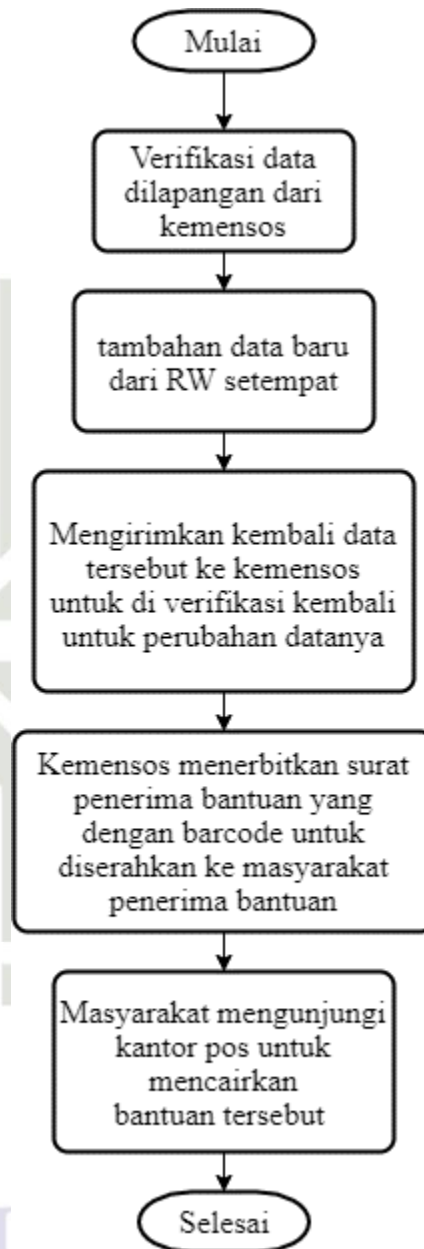 Mulai
Verifikasi data
dilapangan dari
kemensos
tambahan data baru
dari RW setempat
Mengirimkan kembali data
tersebut ke kemensos
untuk di verifikasi kembali
untuk perubahan datanya
Kemensos menerbitkan surat
penerima bantuan yang
dengan barcode untuk
diserahkan ke masyarakat
penerima bantuan
Masyarakat mengunjungi
kantor pos untuk
mencairkan
bantuan tersebut
Selesai